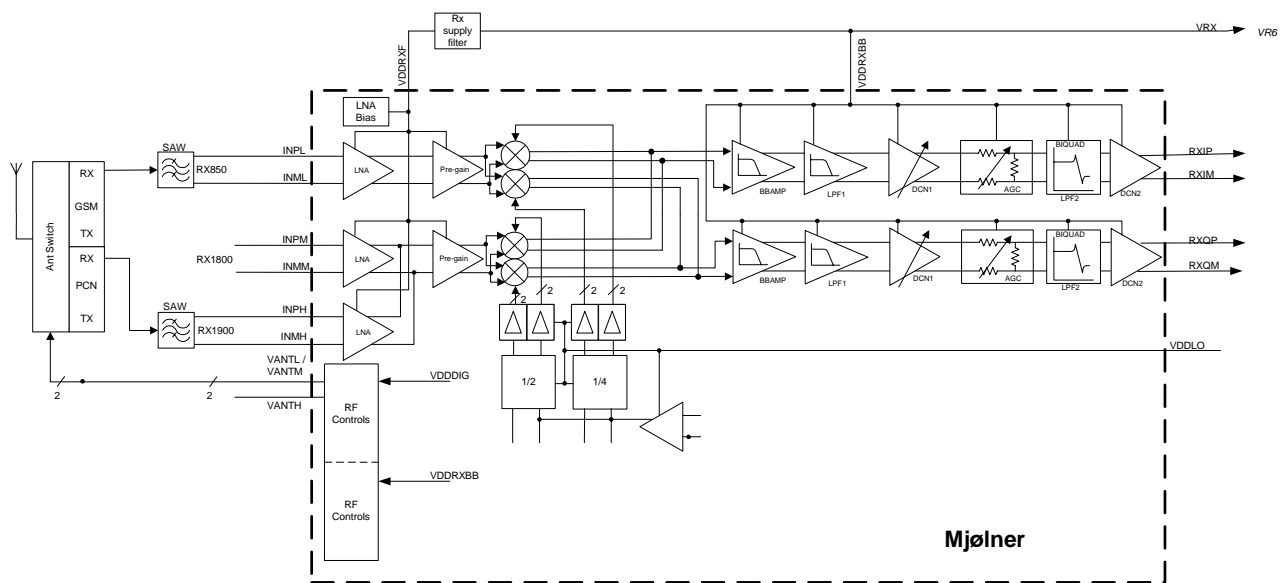 Rx supply filter
VRX
VR6
VDDRXF
VDDRXBB
LNA Bias
SAW
RX850
INPL
INML
LNA
Pre-gain
BBAMP
LPF1
DCN1
AGC
BIQUAD
LPF2
DCN2
RXIP
RXIM
Ant Switch
RX
GSM
TX
RX
PCN
TX
RX1800
INPM
INMM
LNA
Pre-gain
BBAMP
LPF1
DCN1
AGC
BIQUAD
LPF2
DCN2
RXQP
RXQM
SAW
RX1900
INPH
INMH
LNA
2
2
2
2
VDDLO
1/2
1/4
VANTL / VANTM
2
2
VANTH
VDDDIG
RF Controls
VDDRXBB
RF Controls
Mjølner